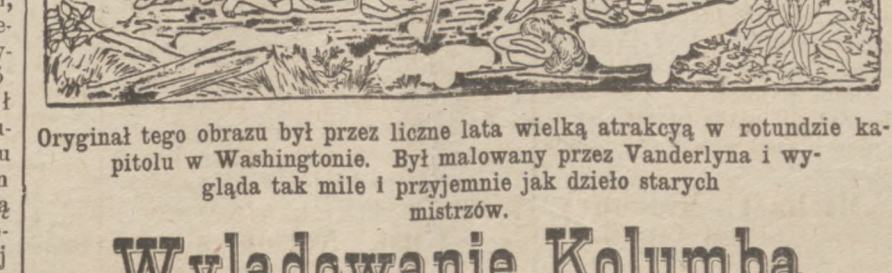 Oryginał tego obrazu był przez liczne lata wielką atrakcyą w rotundzie ka-
pitolu w Washingtonie. Był malowany przez Vanderlyna i wy-
gląda tak mile i przyjemnie jak dzieło starych
mistrzów.
Wylądowanie Kolumba